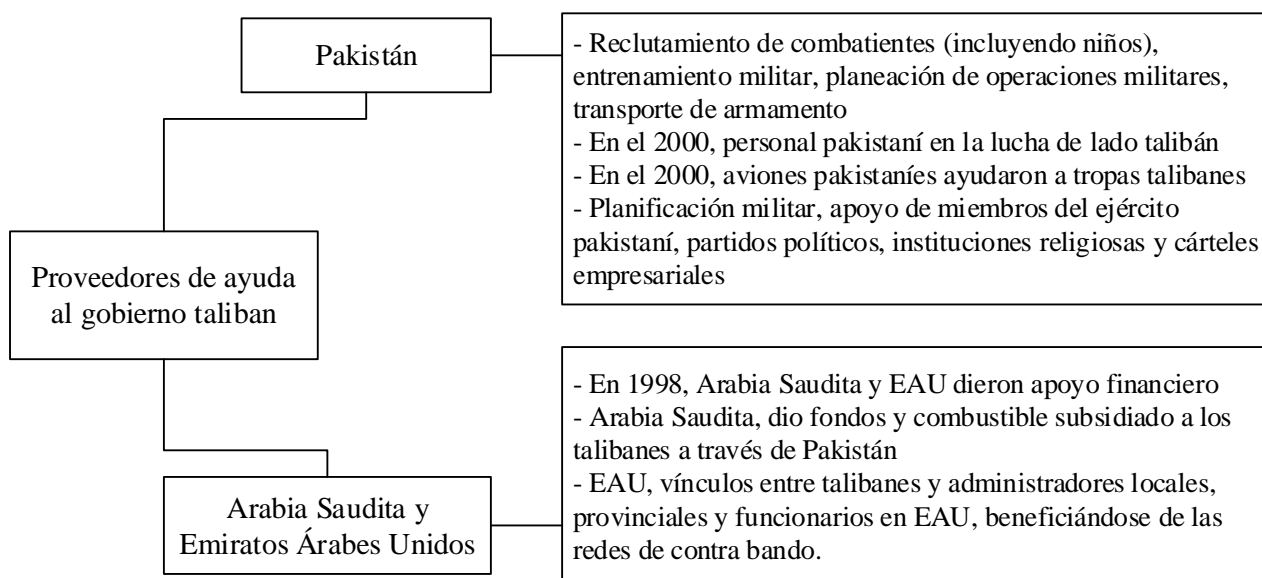 Pakistán
- Reclutamiento de combatientes (incluyendo niños),
entrenamiento militar, planeación de operaciones militares,
transporte de armamento
- En el 2000, personal pakistaní en la lucha de lado talibán
- En el 2000, aviones pakistaníes ayudaron a tropas talibanes
- Planificación militar, apoyo de miembros del ejército
pakistaní, partidos políticos, instituciones religiosas y cárteles
empresariales
Proveedores de ayuda
al gobierno taliban
- En 1998, Arabia Saudita y EAU dieron apoyo financiero
- Arabia Saudita, dio fondos y combustible subsidiado a los
talibanes a través de Pakistán
- EAU, vínculos entre talibanes y administradores locales,
provinciales y funcionarios en EAU, beneficiándose de las
redes de contra bando.
Arabia Saudita y
Emiratos Árabes Unidos